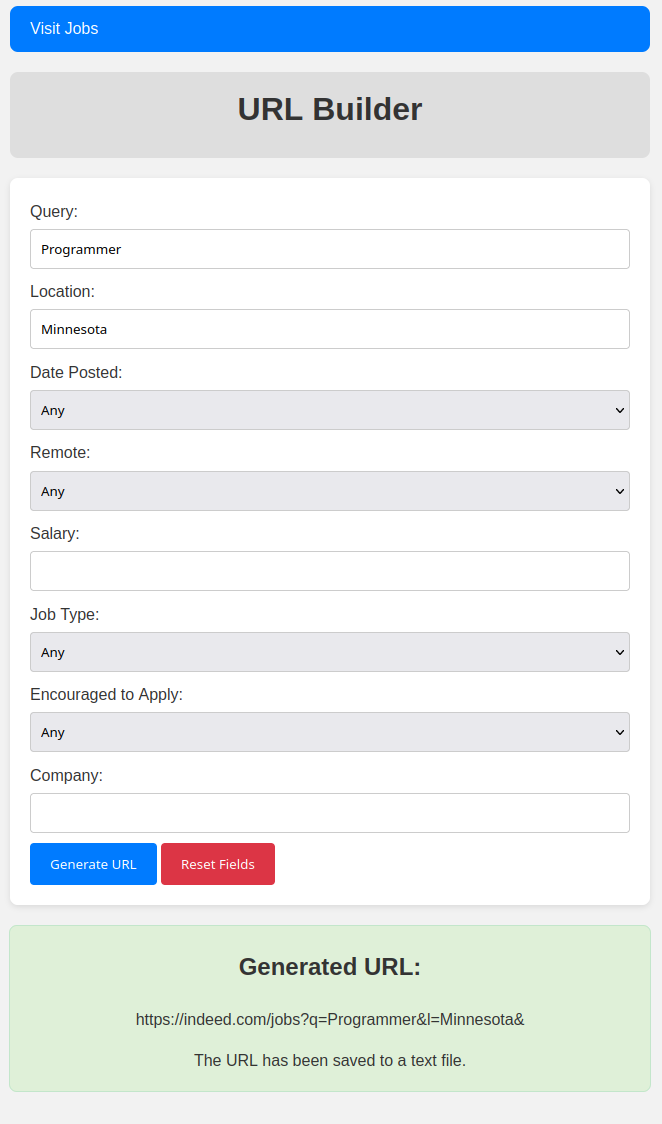 Visit Jobs
URL Builder
Query:
Programmer
Location:
Minnesota
Date Posted:
Any
Remote:
Any
Salary:
Job Type:
Any
Encouraged to Apply:
Any
Company:
Generate URL Reset Fields
Generated URL:
https://indeed.com/jobs?q=Programmer&l=Minnesota&
The URL has been saved to a text file.